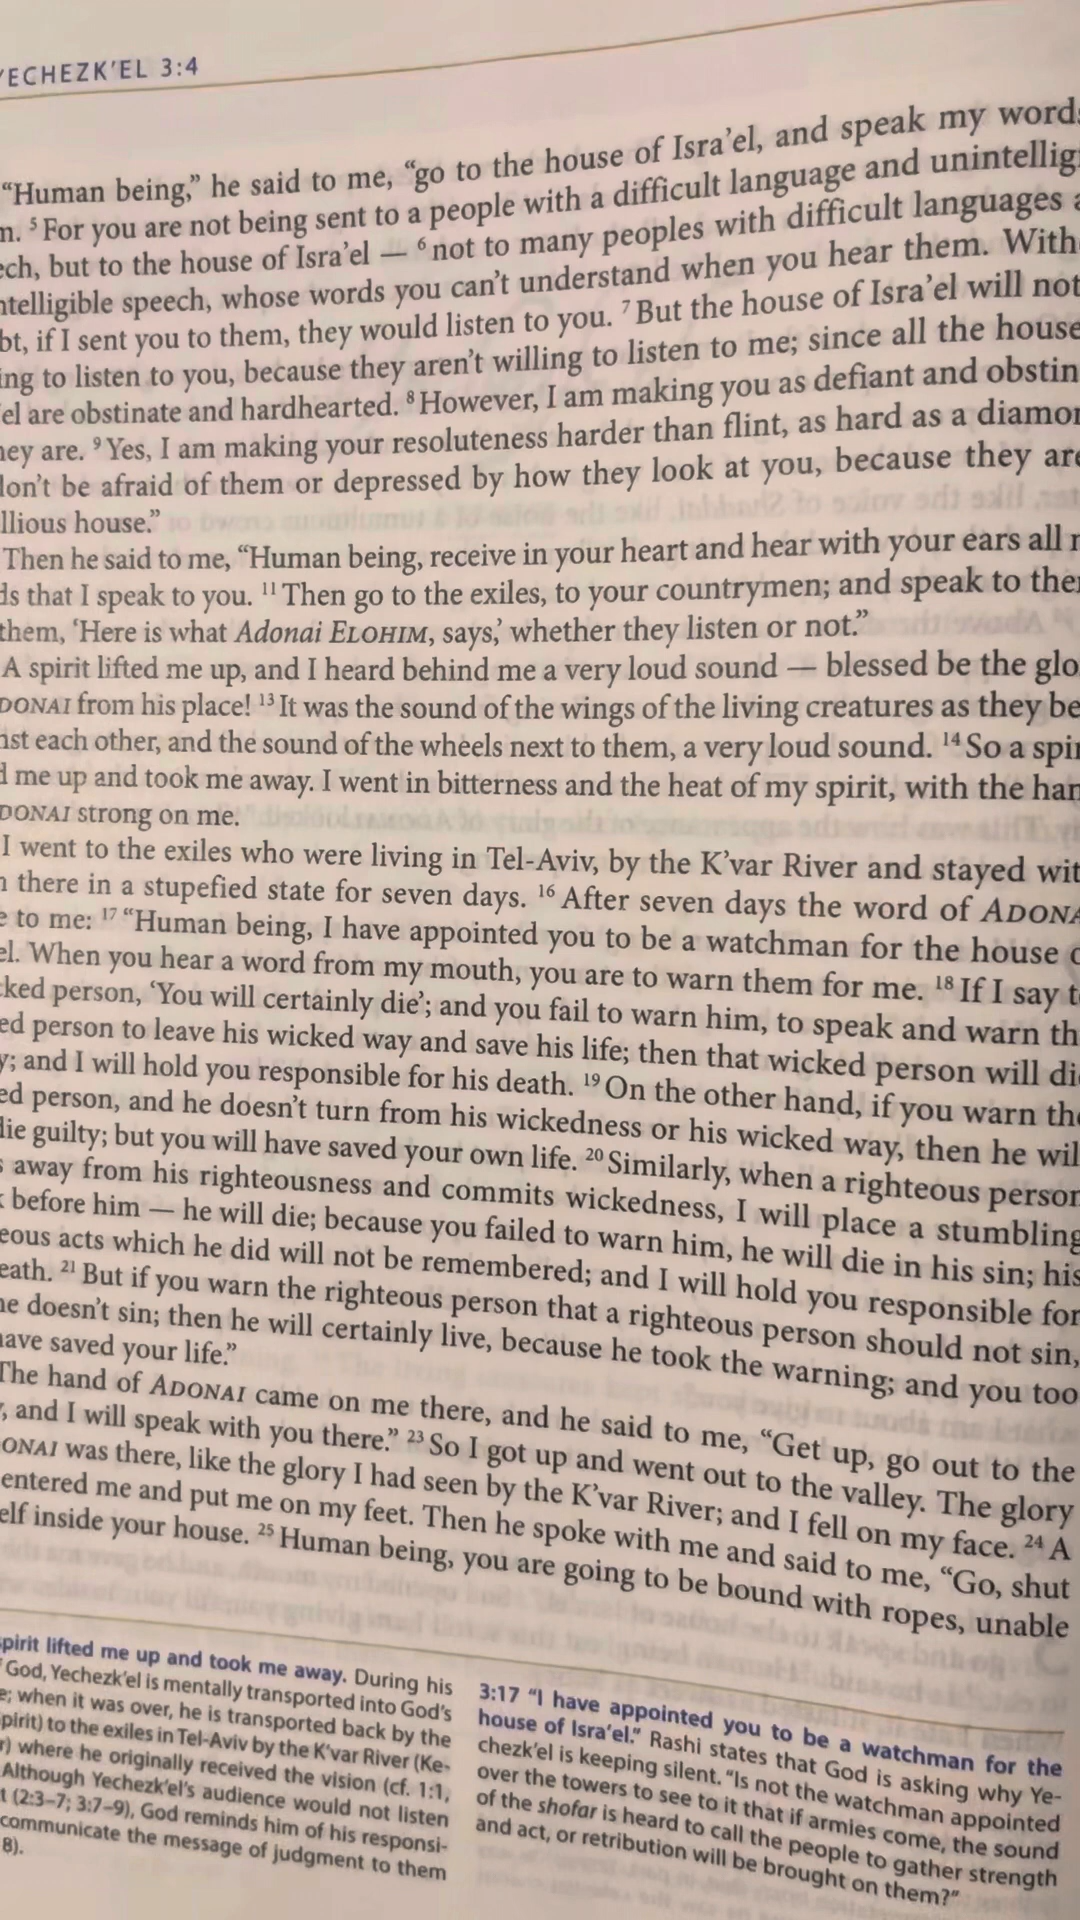 YECHEZK'EL 3:4
“Human being,” he said to me, “go to the house of Isra’el, and speak my words
5 For you are not being sent to a people with a difficult language and
but to the house of Isra’el — 6 not to many peoples with difficult languages
speech, whose words you can’t understand when you hear them. With
if I sent you to them, they would listen to you. 7 But the house of Isra’el will not
to listen to you, because they aren’t willing to listen to me; since all the house
el are obstinate and hardhearted. 8 However, I am making you as defiant and
are. 9 Yes, I am making your resoluteness harder than flint, as hard as a
don’t be afraid of them or depressed by how they look at you, because they are
house.”
Then he said to me, “Human being, receive in your heart and hear with your ears all
that I speak to you. 11 Then go to the exiles, to your countrymen; and speak to
them, ‘Here is what Adonai ELOHIM, says,’ whether they listen or not.”
A spirit lifted me up, and I heard behind me a very loud sound — blessed be the
ADONAI from his place! 13 It was the sound of the wings of the living creatures as they
each other, and the sound of the wheels next to them, a very loud sound. 14 So a
me up and took me away. I went in bitterness and the heat of my spirit, with the
ADONAI strong on me.
I went to the exiles who were living in Tel-Aviv, by the K’var River and stayed
there in a stupefied state for seven days. 16 After seven days the word of ADONAI
to me: 17 “Human being, I have appointed you to be a watchman for the house
el. When you hear a word from my mouth, you are to warn them for me. 18 If I say
person, ‘You will certainly die’; and you fail to warn him, to speak and warn
person to leave his wicked way and save his life; then that wicked person will
and I will hold you responsible for his death. 19 On the other hand, if you warn the
person, and he doesn’t turn from his wickedness or his wicked way, then he will
die guilty; but you will have saved your own life. 20 Similarly, when a righteous person
away from his righteousness and commits wickedness, I will place a stumbling
before him — he will die; because you failed to warn him, he will die in his sin; his
acts which he did will not be remembered; and I will hold you responsible for
death. 21 But if you warn the righteous person that a righteous person should not sin,
he doesn’t sin; then he will certainly live, because he took the warning; and you too
have saved your life.”
The hand of ADONAI came on me there, and he said to me, “Get up, go out to the
and I will speak with you there.” 23 So I got up and went out to the valley. The glory
ADONAI was there, like the glory I had seen by the K’var River; and I fell on my face. 24 A
entered me and put me on my feet. Then he spoke with me and said to me, “Go, shut
inside your house. 25 Human being, you are going to be bound with ropes, unable
spirit lifted me up and took me away. During his
God, Yechezk’el is mentally transported into God’s
when it was over, he is transported back by the
spirit) to the exiles in Tel-Aviv by the K’var River (Ke-
where he originally received the vision (cf. 1:1,
Although Yechezk’el’s audience would not listen
(2:3–7; 3:7–9), God reminds him of his responsi-
communicate the message of judgment to them
8).
3:17 “I have appointed you to be a watchman for the
house of Isra’el.” Rashi states that God is asking why Ye-
chezk’el is keeping silent. “Is not the watchman appointed
over the towers to see to it that if armies come, the sound
of the shofar is heard to call the people to gather strength
and act, or retribution will be brought on them?”